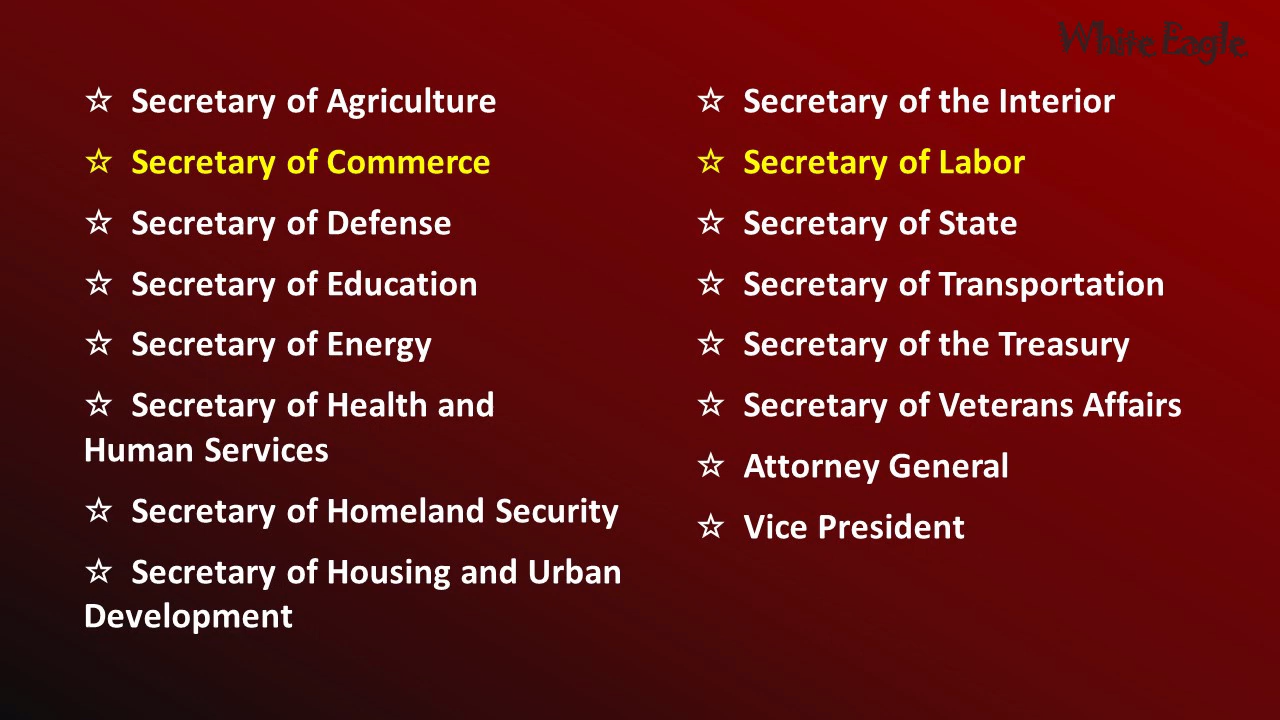 White Eagle
☆ Secretary of Agriculture
☆ Secretary of Commerce
☆ Secretary of Defense
☆ Secretary of Education
☆ Secretary of Energy
☆ Secretary of Health and
Human Services
☆ Secretary of Homeland Security
☆ Secretary of Housing and Urban
Development
☆ Secretary of the Interior
☆ Secretary of Labor
☆ Secretary of State
☆ Secretary of Transportation
☆ Secretary of the Treasury
☆ Secretary of Veterans Affairs
☆ Attorney General
☆ Vice President